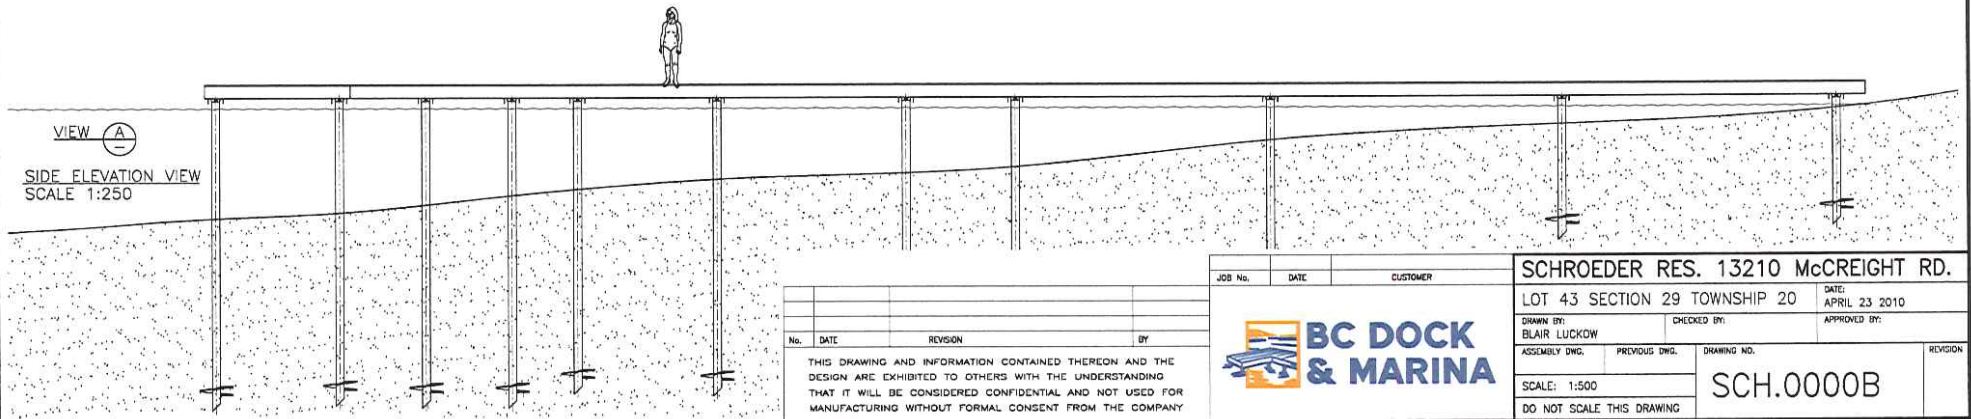 VIEW A
–
SIDE ELEVATION VIEW
SCALE 1:250
No. DATE REVISION BY
THIS DRAWING AND INFORMATION CONTAINED THEREON AND THE
DESIGN ARE EXHIBITED TO OTHERS WITH THE UNDERSTANDING
THAT IT WILL BE CONSIDERED CONFIDENTIAL AND NOT USED FOR
MANUFACTURING WITHOUT FORMAL CONSENT FROM THE COMPANY
JOB No. DATE CUSTOMER
BC DOCK
& MARINA
SCHROEDER RES. 13210 McCREIGHT RD.
LOT 43 SECTION 29 TOWNSHIP 20
DATE:
APRIL 23 2010
DRAWN BY: CHECKED BY: APPROVED BY:
BLAIR LUCKOW
ASSEMBLY DWG. PREVIOUS DWG. DRAWING NO. REVISION
SCH.0000B
SCALE: 1:500
DO NOT SCALE THIS DRAWING